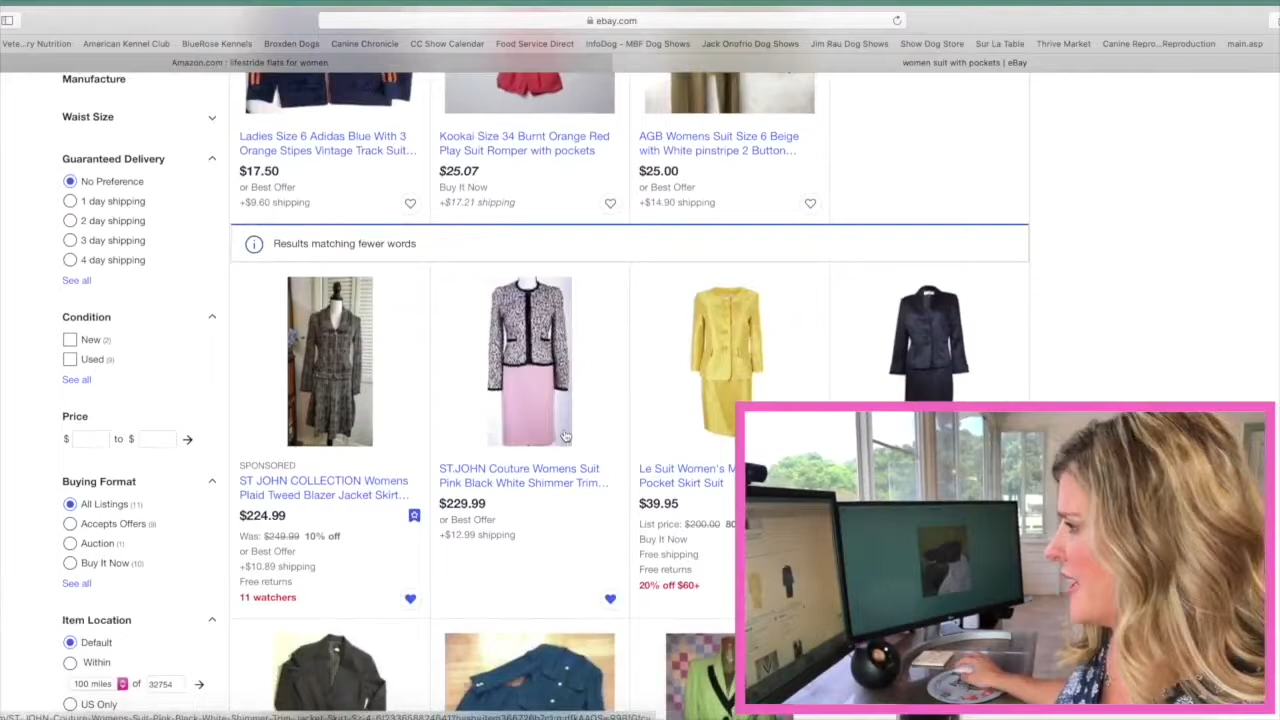 ebay.com
Vete...ry Nutrition American Kennel Club BlueRose Kennels Broxden Dogs Canine Chronicle CC Show Calendar Food Service Direct InfoDog - MBF Dog Shows Jack Onofrio Dog Shows Jim Rau Dog Shows Show Dog Store Sur La Table Thrive Market Canine Repro...Reproduction main.asp
Amazon.com : lifestride flats for women
women suit with pockets | eBay
Manufacture
Waist Size
Guaranteed Delivery
No Preference
1 day shipping
2 day shipping
3 day shipping
4 day shipping
See all
Condition
New (2)
Used (9)
See all
Price
$ to $
Buying Format
All Listings (11)
Accepts Offers (9)
Auction (1)
Buy It Now (10)
See all
Item Location
Default
Within
100 miles of 32754
US Only
Ladies Size 6 Adidas Blue With 3
Orange Stipes Vintage Track Suit...
$17.50
or Best Offer
+$9.60 shipping
Kookai Size 34 Burnt Orange Red
Play Suit Romper with pockets
$25.07
Buy It Now
+$17.21 shipping
AGB Womens Suit Size 6 Beige
with White pinstripe 2 Button...
$25.00
or Best Offer
+$14.90 shipping
Results matching fewer words
SPONSORED
ST JOHN COLLECTION Womens
Plaid Tweed Blazer Jacket Skirt...
$224.99
Was: $249.99 10% off
or Best Offer
+$10.89 shipping
Free returns
11 watchers
ST.JOHN Couture Womens Suit
Pink Black White Shimmer Trim...
$229.99
or Best Offer
+$12.99 shipping
Le Suit Women's M
Pocket Skirt Suit
$39.95
List price: $200.00 80
Buy It Now
Free shipping
Free returns
20% off $60+